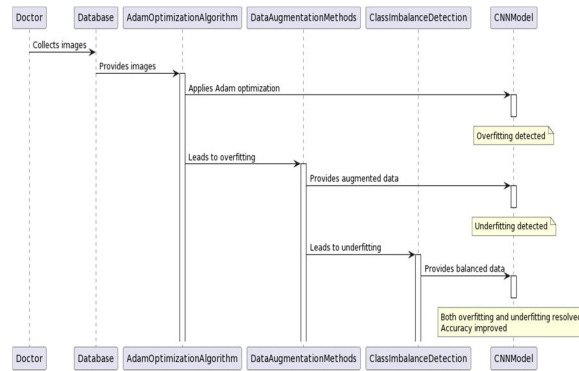 Doctor Database AdamOptimizationAlgorithm DataAugmentationMethods ClassImbalanceDetection CNNModel
Collects images
Provides images
Applies Adam optimization
Overfitting detected
Leads to overfitting
Provides augmented data
Underfitting detected
Leads to underfitting
Provides balanced data
Both overfitting and underfitting resolved
Accuracy improved
Doctor Database AdamOptimizationAlgorithm DataAugmentationMethods ClassImbalanceDetection CNNModel